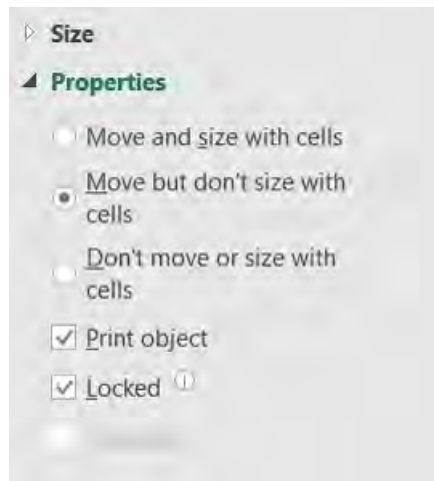 Size
Properties
Move and size with cells
Move but don't size with
cells
Don't move or size with
cells
Print object
Locked